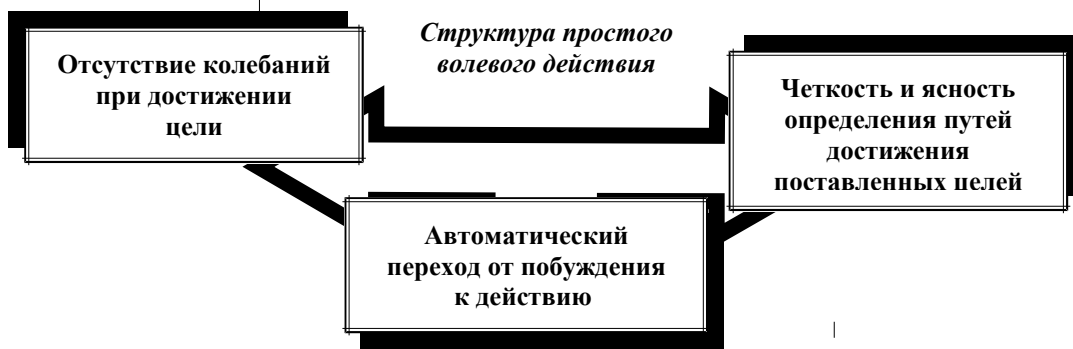 Структура простого
волевого действия
Отсутствие колебаний
при достижении
цели
Четкость и ясность
определения путей
достижения
поставленных целей
Автоматический
переход от побуждения
к действию